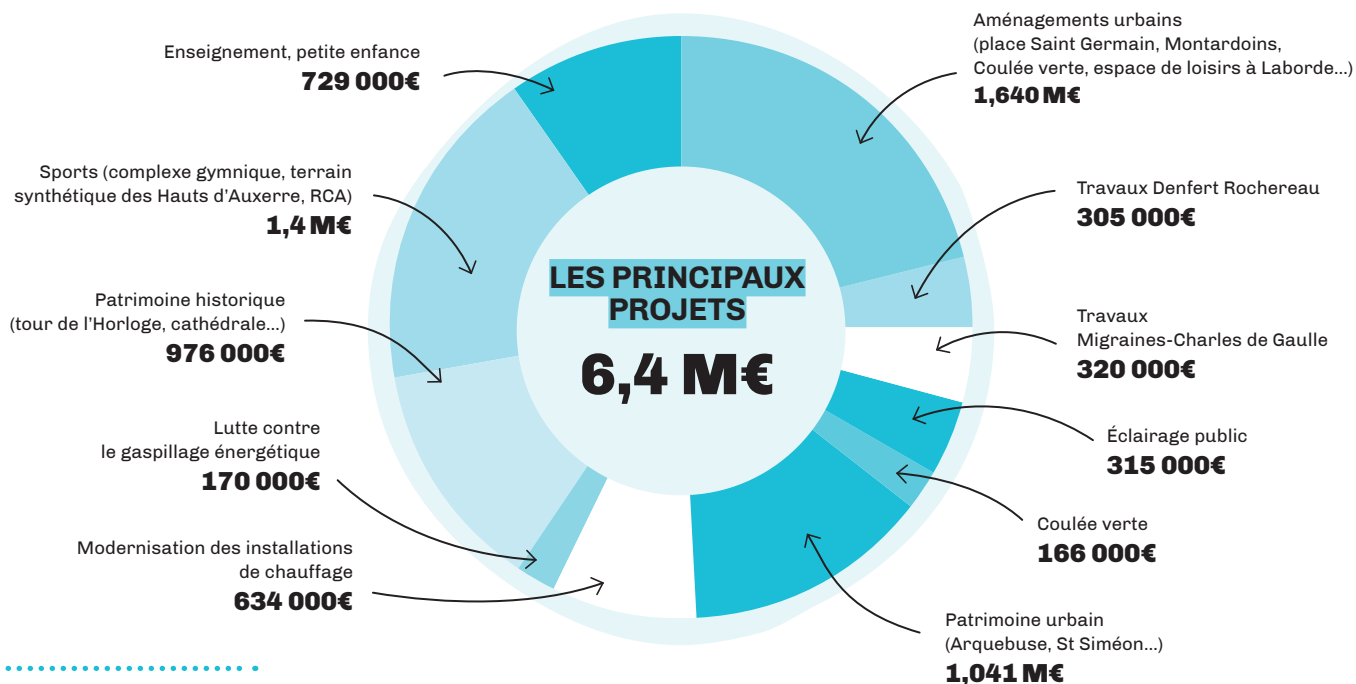 Aménagements urbains
(place Saint Germain, Montardoins,
Coulée verte, espace de loisirs à Laborde...)
1,640 M€
Travaux Denfert Rochereau
305 000€
Travaux
Migraines-Charles de Gaulle
320 000€
Éclairage public
315 000€
Coulée verte
166 000€
Patrimoine urbain
(Arquebuse, St Siméon...)
1,041 M€
Modernisation des installations
de chauffage
634 000€
Lutte contre
le gaspillage énergétique
170 000€
Patrimoine historique
(tour de l'Horloge, cathédrale...)
976 000€
Sports (complexe gymnique, terrain
synthétique des Hauts d'Auxerre, RCA)
1,4 M€
Enseignement, petite enfance
729 000€
LES PRINCIPAUX
PROJETS
6,4 M€